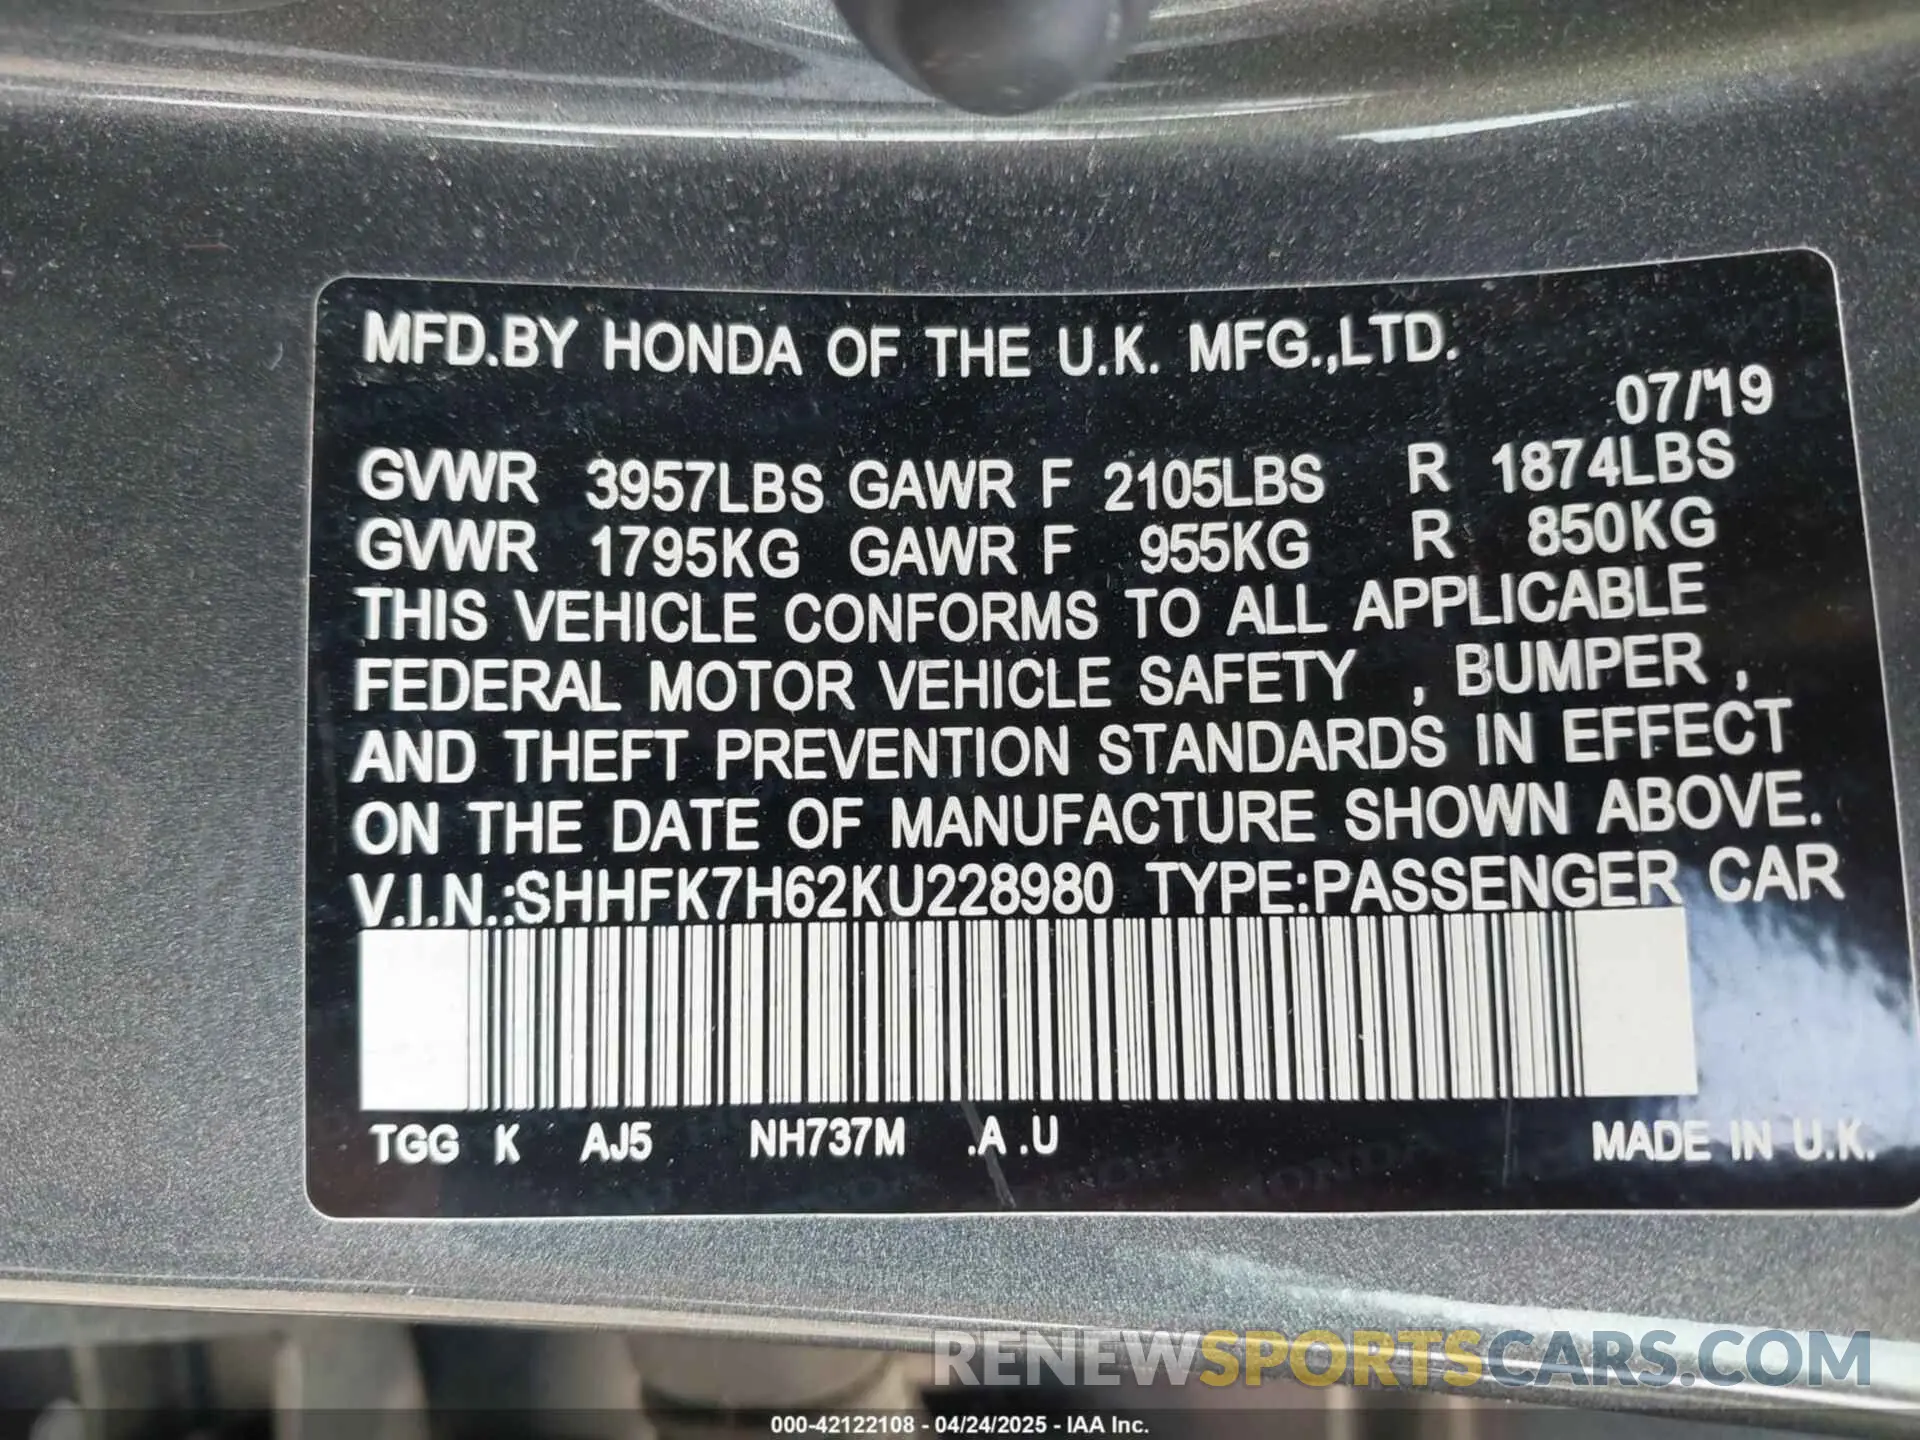 MFD.BY HONDA OF THE U.K. MFG.,LTD.
07/'19
GVWR 3957LBS GAWR F 2105LBS R 1874LBS
GVWR 1795KG GAWR F 955KG R 850KG
THIS VEHICLE CONFORMS TO ALL APPLICABLE
FEDERAL MOTOR VEHICLE SAFETY , BUMPER ,
AND THEFT PREVENTION STANDARDS IN EFFECT
ON THE DATE OF MANUFACTURE SHOWN ABOVE.
V.I.N.:SHHFK7H62KU228980 TYPE:PASSENGER CAR
TGG K AJ5 NH737M .A .U MADE IN U.K.
RENEWSPORTSCARS.COM
000-42122108 - 04/24/2025 - IAA Inc.